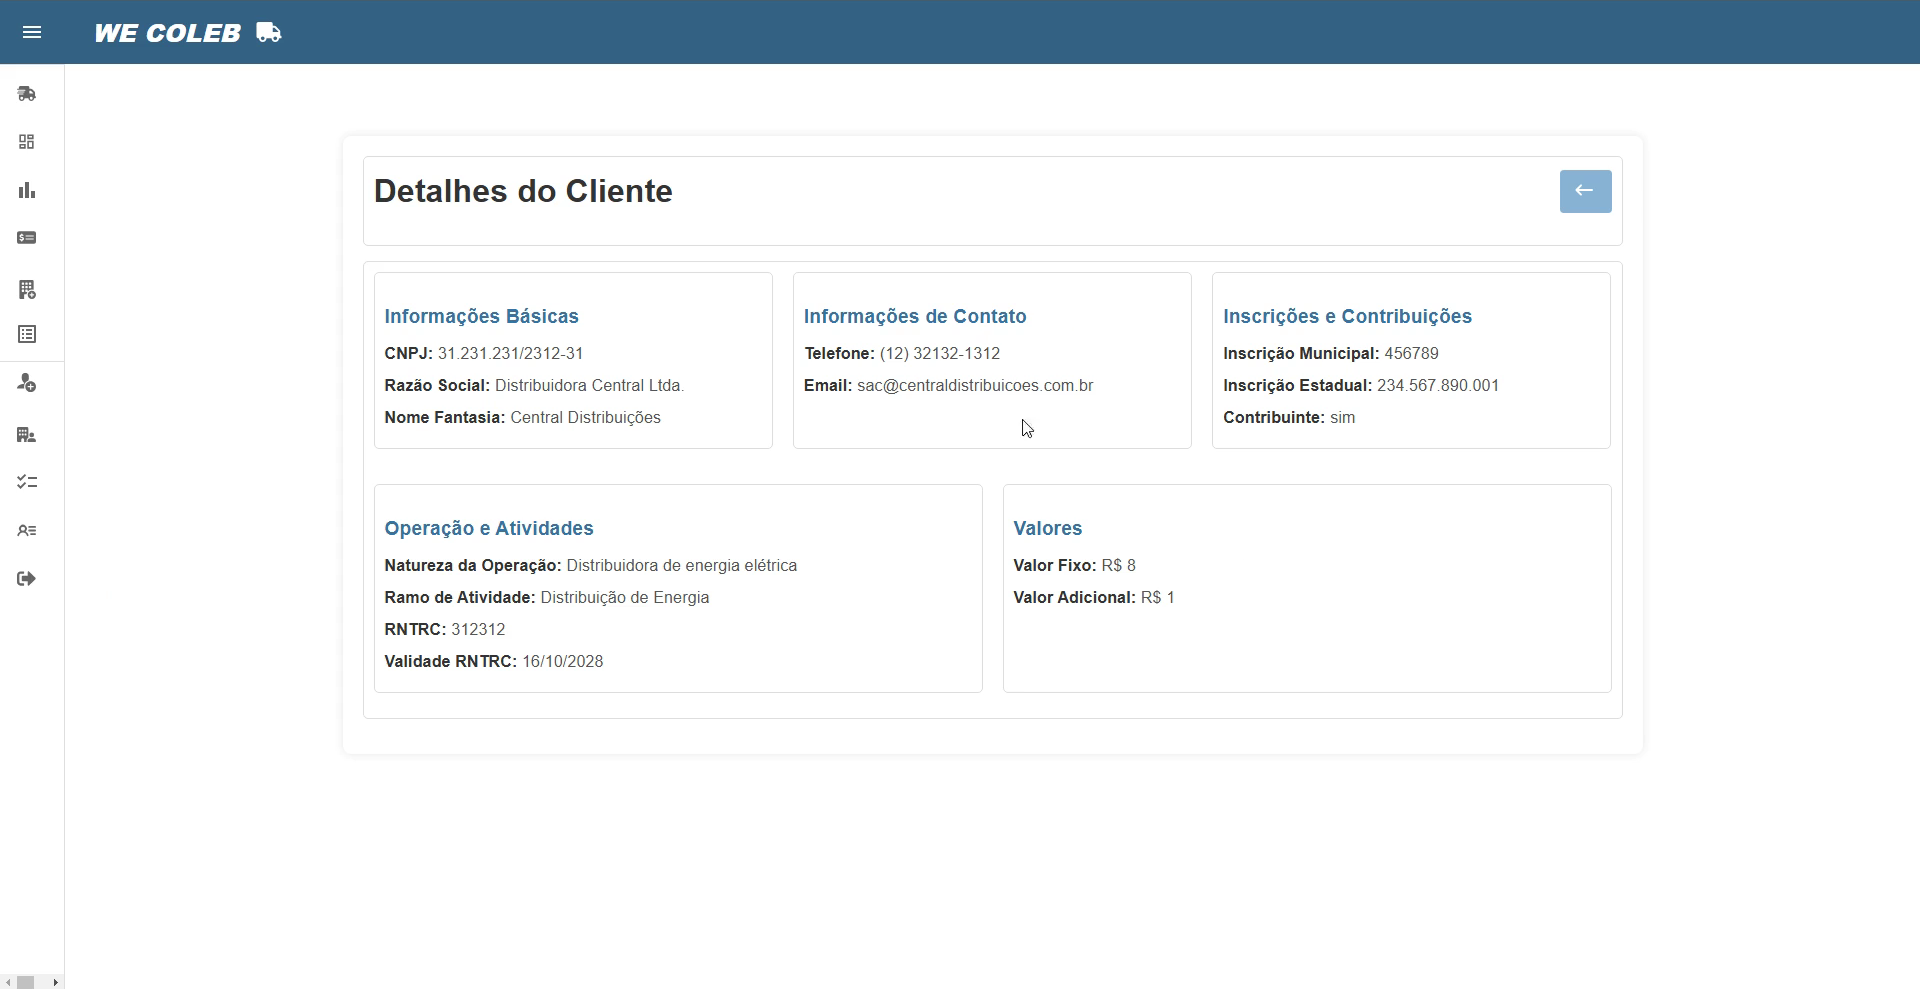 WE COLEB
Detalhes do Cliente
Informações Básicas
CNPJ: 31.231.231/2312-31
Razão Social: Distribuidora Central Ltda.
Nome Fantasia: Central Distribuições
Informações de Contato
Telefone: (12) 32132-1312
Email: sac@centraldistribuicoes.com.br
Inscrições e Contribuições
Inscrição Municipal: 456789
Inscrição Estadual: 234.567.890.001
Contribuinte: sim
Operação e Atividades
Natureza da Operação: Distribuidora de energia elétrica
Ramo de Atividade: Distribuição de Energia
RNTRC: 312312
Validade RNTRC: 16/10/2028
Valores
Valor Fixo: R$ 8
Valor Adicional: R$ 1